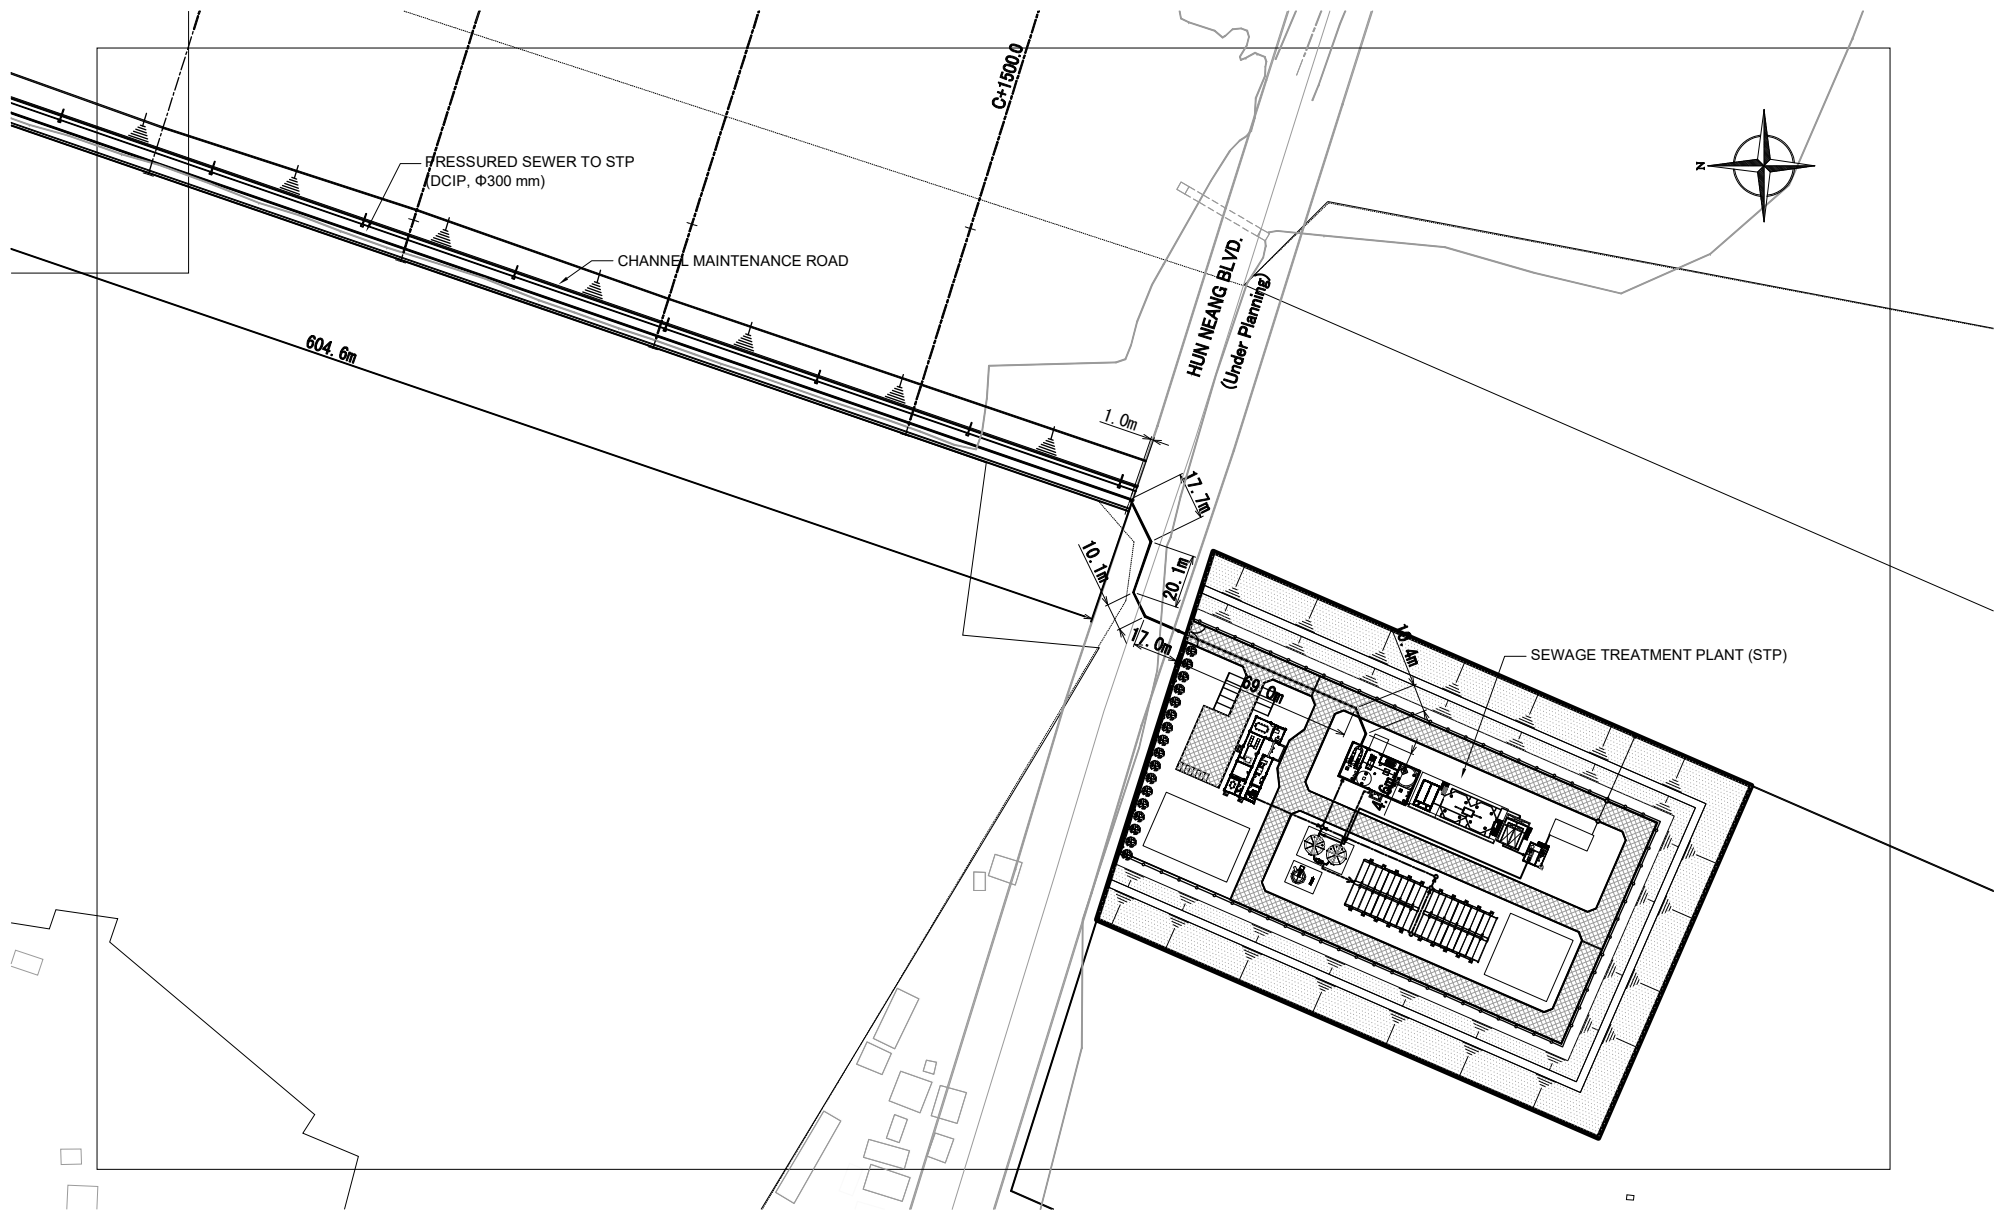 C+1500.0
PRESSURED SEWER TO STP
(DCIP, Φ300 mm)
N
CHANNEL MAINTENANCE ROAD
HUN NEANG BLVD.
(Under Planning)
604.6m
1.0m
17.7m
10.1m
20.1m
17.0m
69.0m
SEWAGE TREATMENT PLANT (STP)